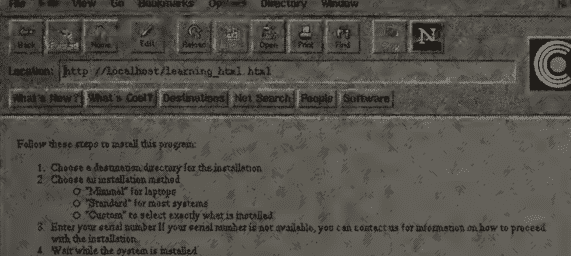 File Edit View Go Bookmarks Options Directory Window
Back Home Edit Reload Open Print Find N
Location: http://localhost/learning_html.html
What's New? What's Cool? Destinations Net Search People Software
Follow these steps to install this program:
1. Choose a destination directory for the installation
2. Choose an installation method
"Minimal" for laptops
"Standard" for most systems
"Custom" to select exactly what is installed.
3. Enter your serial number If your serial number is not available, you can contact us for information on how to proceed
with the installation.
4. Wait while the system is installed